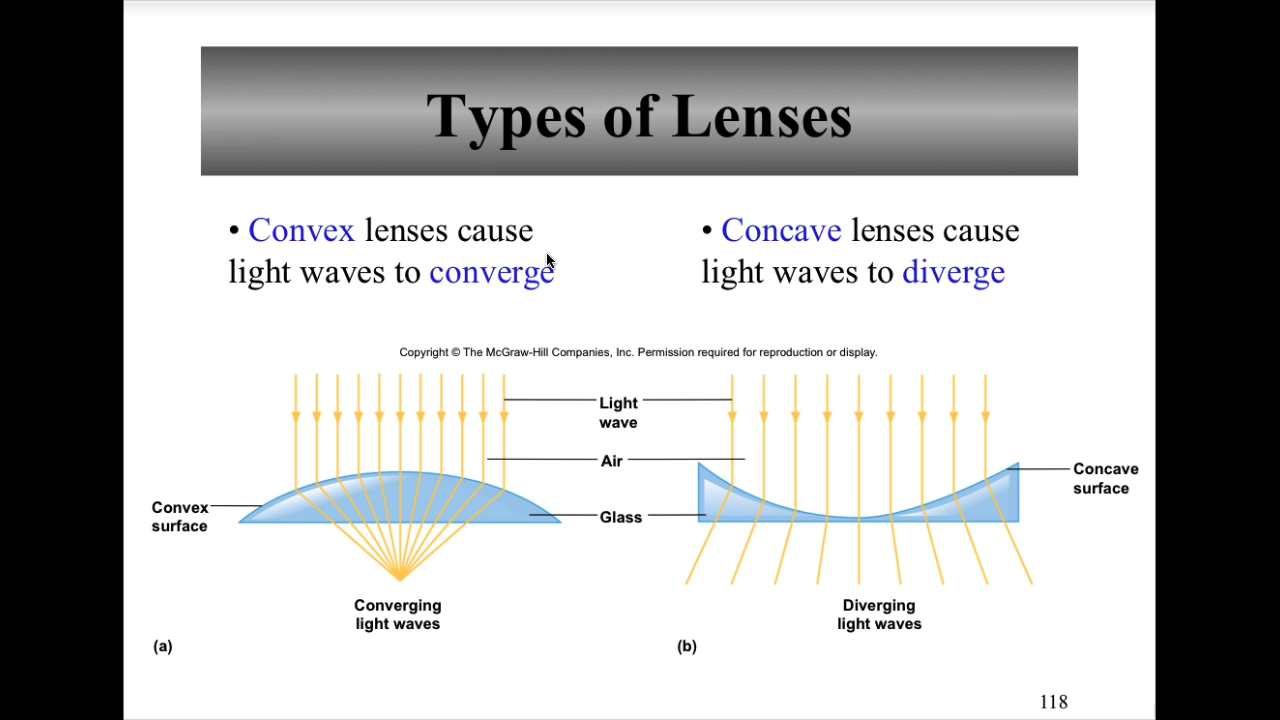 Types of Lenses
• Convex lenses cause
light waves to converge
• Concave lenses cause
light waves to diverge
Copyright © The McGraw-Hill Companies, Inc. Permission required for reproduction or display.
Light
wave
Air
Glass
Convex
surface
Concave
surface
Converging
light waves
Diverging
light waves
(a)
(b)
118